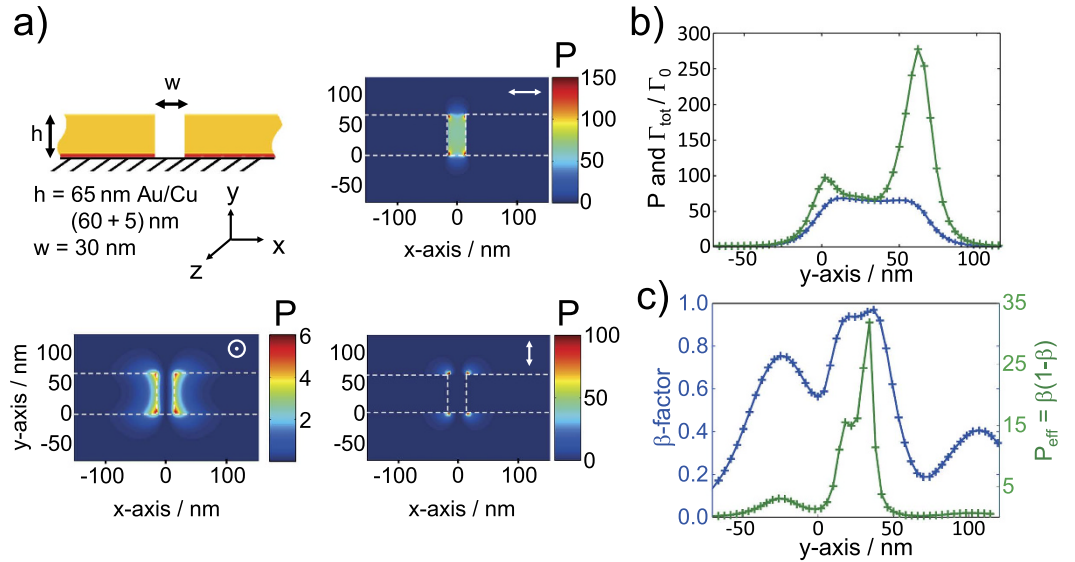 a)
w
h
h = 65 nm Au/Cu
(60 + 5) nm
w = 30 nm
y
x
z
P
150
100
50
0
100
50
0
-50
-100
0
100
x-axis / nm
P
6
4
2
y-axis / nm
100
50
0
-50
-100
0
100
x-axis / nm
P
100
50
0
100
50
0
-50
-100
0
100
x-axis / nm
b)
P and Γtot / Γ0
300
250
200
150
100
50
0
-50
0
50
100
y-axis / nm
c)
β-factor
1.0
0.8
0.6
0.4
0.2
0.0
35
25
15
5
Peff = β(1-β)
-50
0
50
100
y-axis / nm